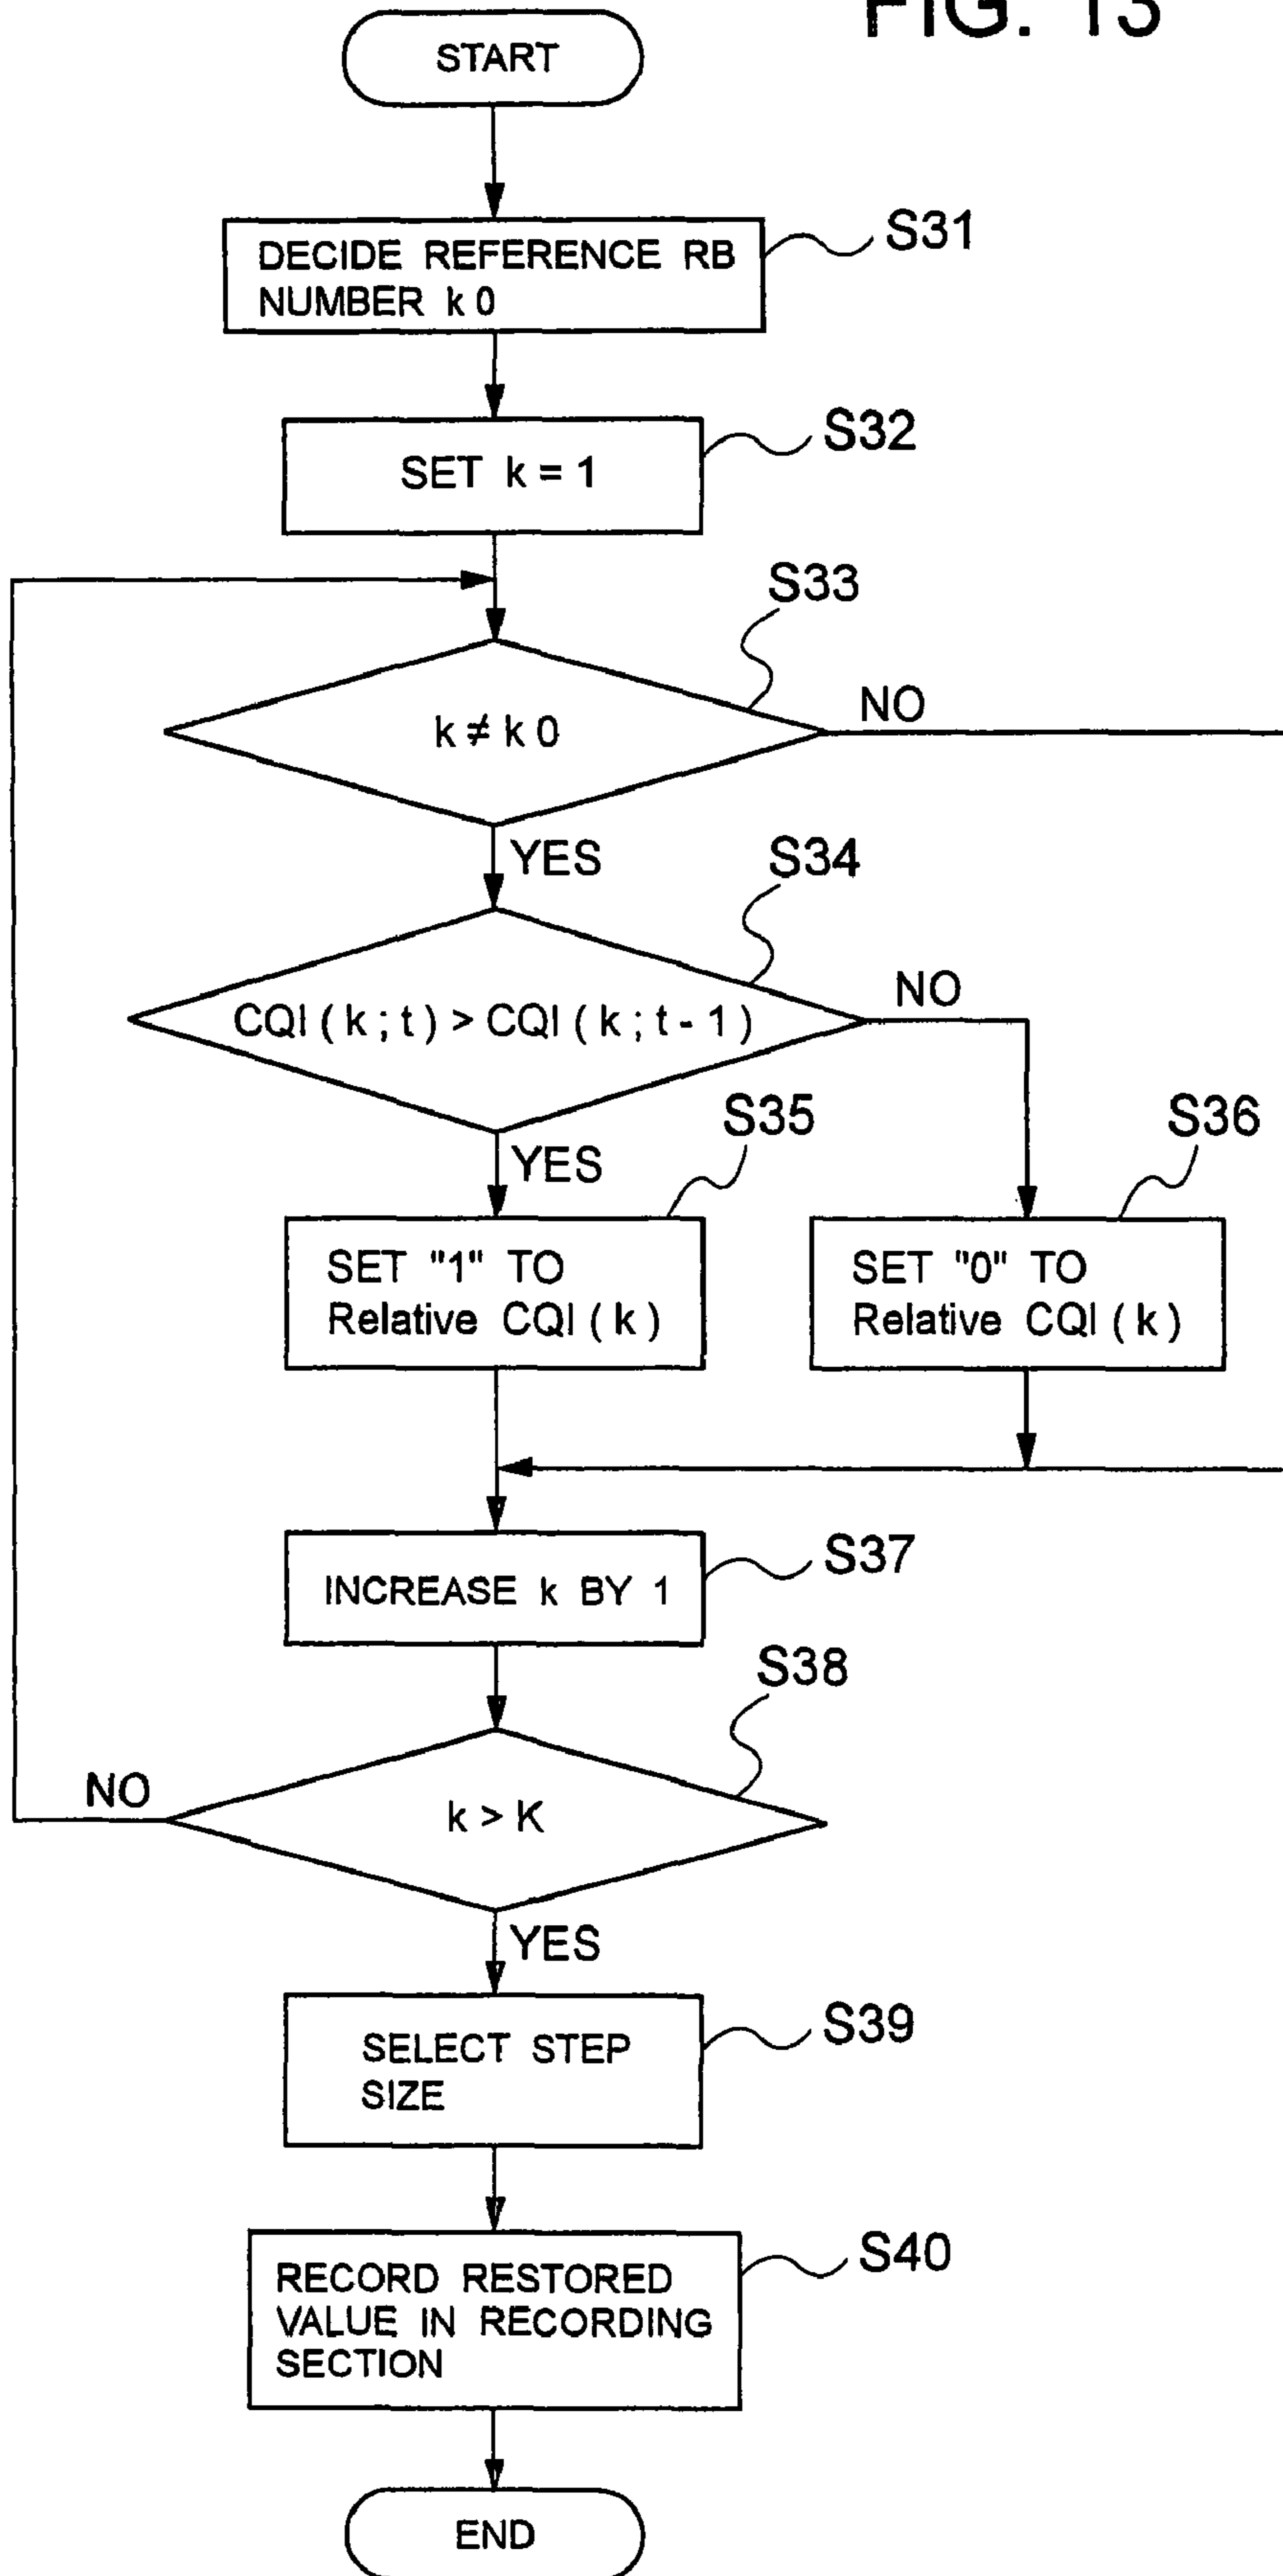 FIG. 13
START
DECIDE REFERENCE RB
NUMBER k 0
S31
SET k = 1
S32
S33
k ≠ k 0
NO
YES
S34
CQI ( k ; t ) > CQI ( k ; t - 1 )
NO
YES
S35
S36
SET "1" TO
Relative CQI ( k )
SET "0" TO
Relative CQI ( k )
INCREASE k BY 1
S37
S38
k > K
NO
YES
SELECT STEP
SIZE
S39
RECORD RESTORED
VALUE IN RECORDING
SECTION
S40
END